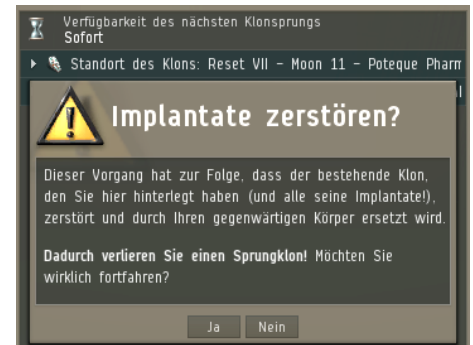 Verfügbarkeit des nächsten Klonsprungs
Sofort
Standort des Klons: Reset VII - Moon 11 - Poteque Pharm
Implantate zerstören?
Dieser Vorgang hat zur Folge, dass der bestehende Klon,
den Sie hier hinterlegt haben (und alle seine Implantate!),
zerstört und durch Ihren gegenwärtigen Körper ersetzt wird.
Dadurch verlieren Sie einen Sprungklon! Möchten Sie
wirklich fortfahren?
Ja Nein